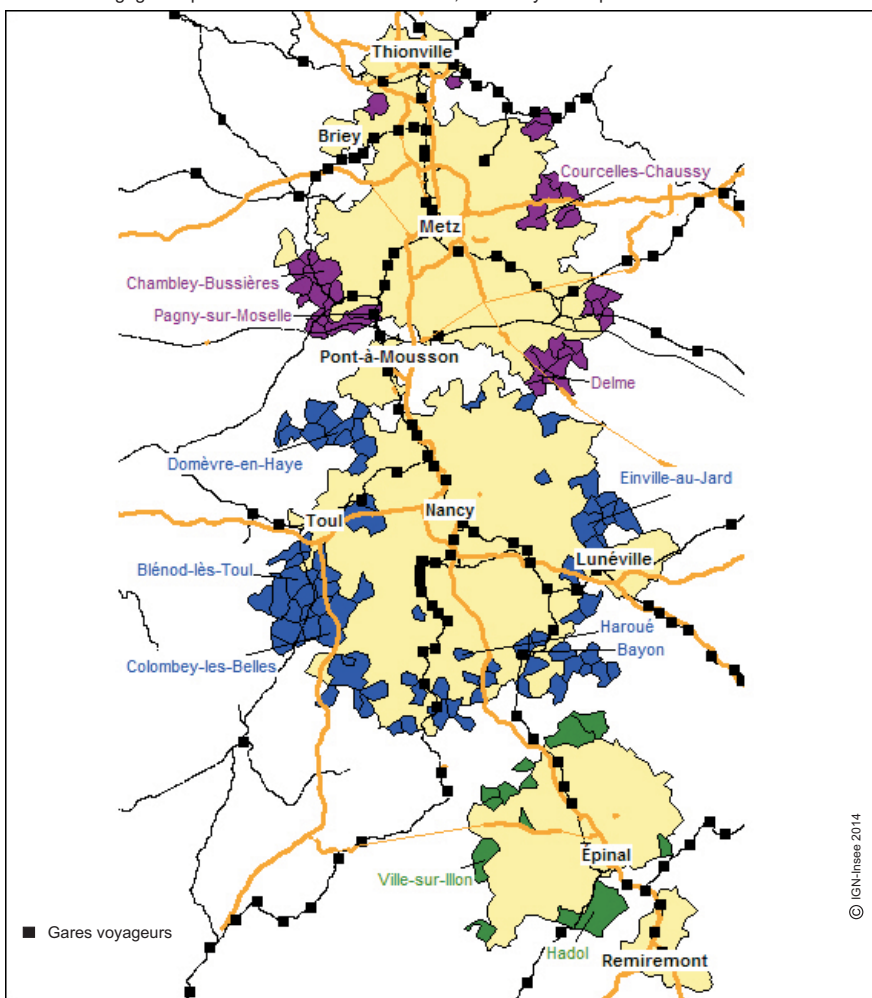 Thionville
Briey
Courcelles-Chaussy
Metz
Chambley-Bussières
Pagny-sur-Moselle
Pont-à-Mousson
Delme
Domèvre-en-Haye
Einville-au-Jard
Toul
Nancy
Lunéville
Blénod-lès-Toul
Haroué
Bayon
Colombey-les-Belles
Épinal
Ville-sur-Illon
Gares voyageurs
Hadol
Remiremont
© IGN-Insee 2014